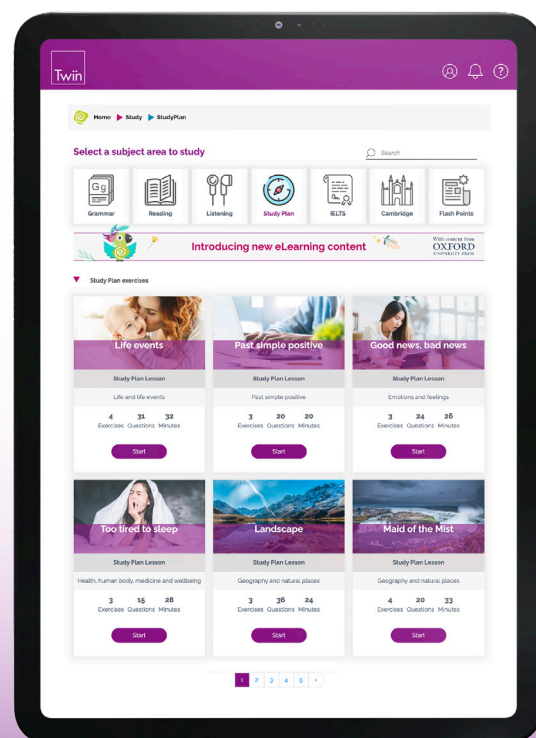 Twin
Home Study StudyPlan
Select a subject area to study
Search
Gg
Grammar Reading Listening Study Plan IELTS Cambridge Flash Points
Introducing new eLearning content
With content from
OXFORD
UNIVERSITY PRESS
Study Plan exercises
Life events Past simple positive Good news, bad news
Study Plan Lesson Study Plan Lesson Study Plan Lesson
Life and life events Past simple positive Emotions and feelings
4 31 32 3 20 20 3 24 26
Exercises Questions Minutes Exercises Questions Minutes Exercises Questions Minutes
Start Start Start
Too tired to sleep Landscape Maid of the Mist
Study Plan Lesson Study Plan Lesson Study Plan Lesson
Health, human body, medicine and wellbeing Geography and natural places Geography and natural places
3 15 28 3 36 24 4 20 33
Exercises Questions Minutes Exercises Questions Minutes Exercises Questions Minutes
Start Start Start
1 2 3 4 5 »